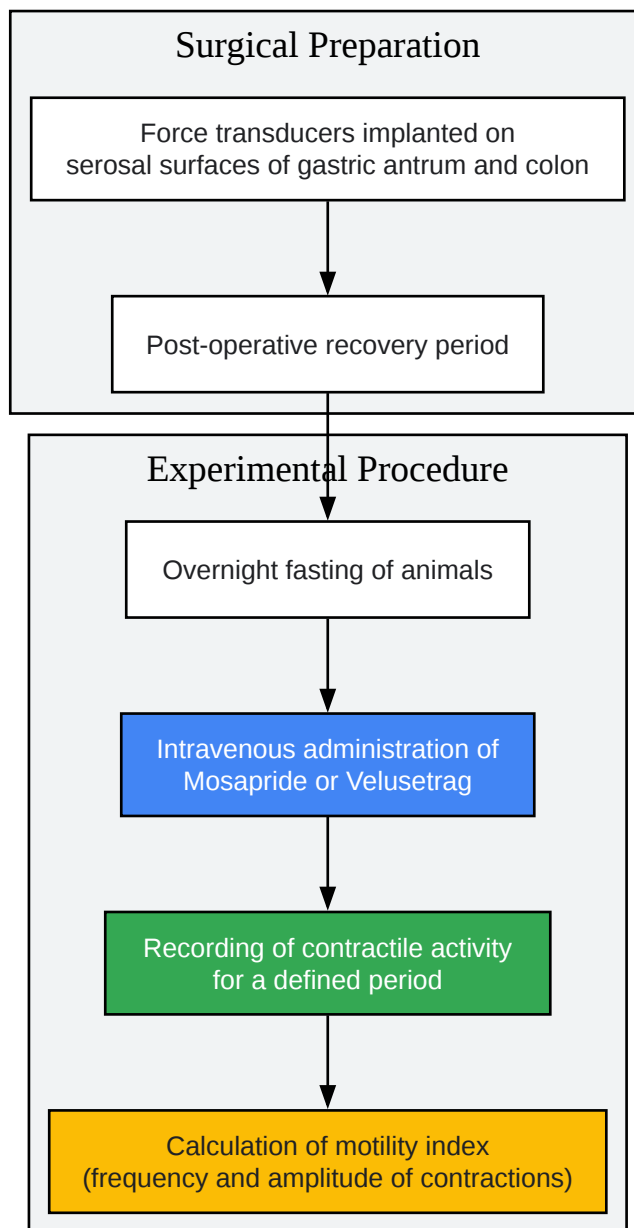 Surgical Preparation
Force transducers implanted on
serosal surfaces of gastric antrum and colon
Post-operative recovery period
Experimental Procedure
Overnight fasting of animals
Intravenous administration of
Mosapride or Velusetrag
Recording of contractile activity
for a defined period
Calculation of motility index
(frequency and amplitude of contractions)